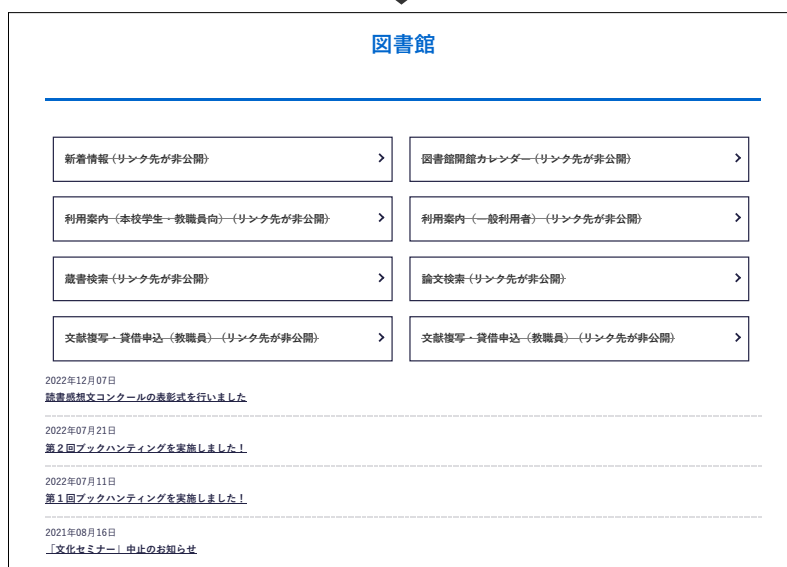 図書館
新着情報（リンク先が非公開）
図書館開館カレンダー（リンク先が非公開）
利用案内（本校学生・教職員向）（リンク先が非公開）
利用案内（一般利用者）（リンク先が非公開）
蔵書検索（リンク先が非公開）
論文検索（リンク先が非公開）
文献複写・貸借申込（教職員）（リンク先が非公開）
文献複写・貸借申込（教職員）（リンク先が非公開）
2022年12月07日
読書感想文コンクールの表彰式を行いました
2022年07月21日
第２回ブックハンティングを実施しました！
2022年07月11日
第１回ブックハンティングを実施しました！
2021年08月16日
「文化セミナー」中止のお知らせ